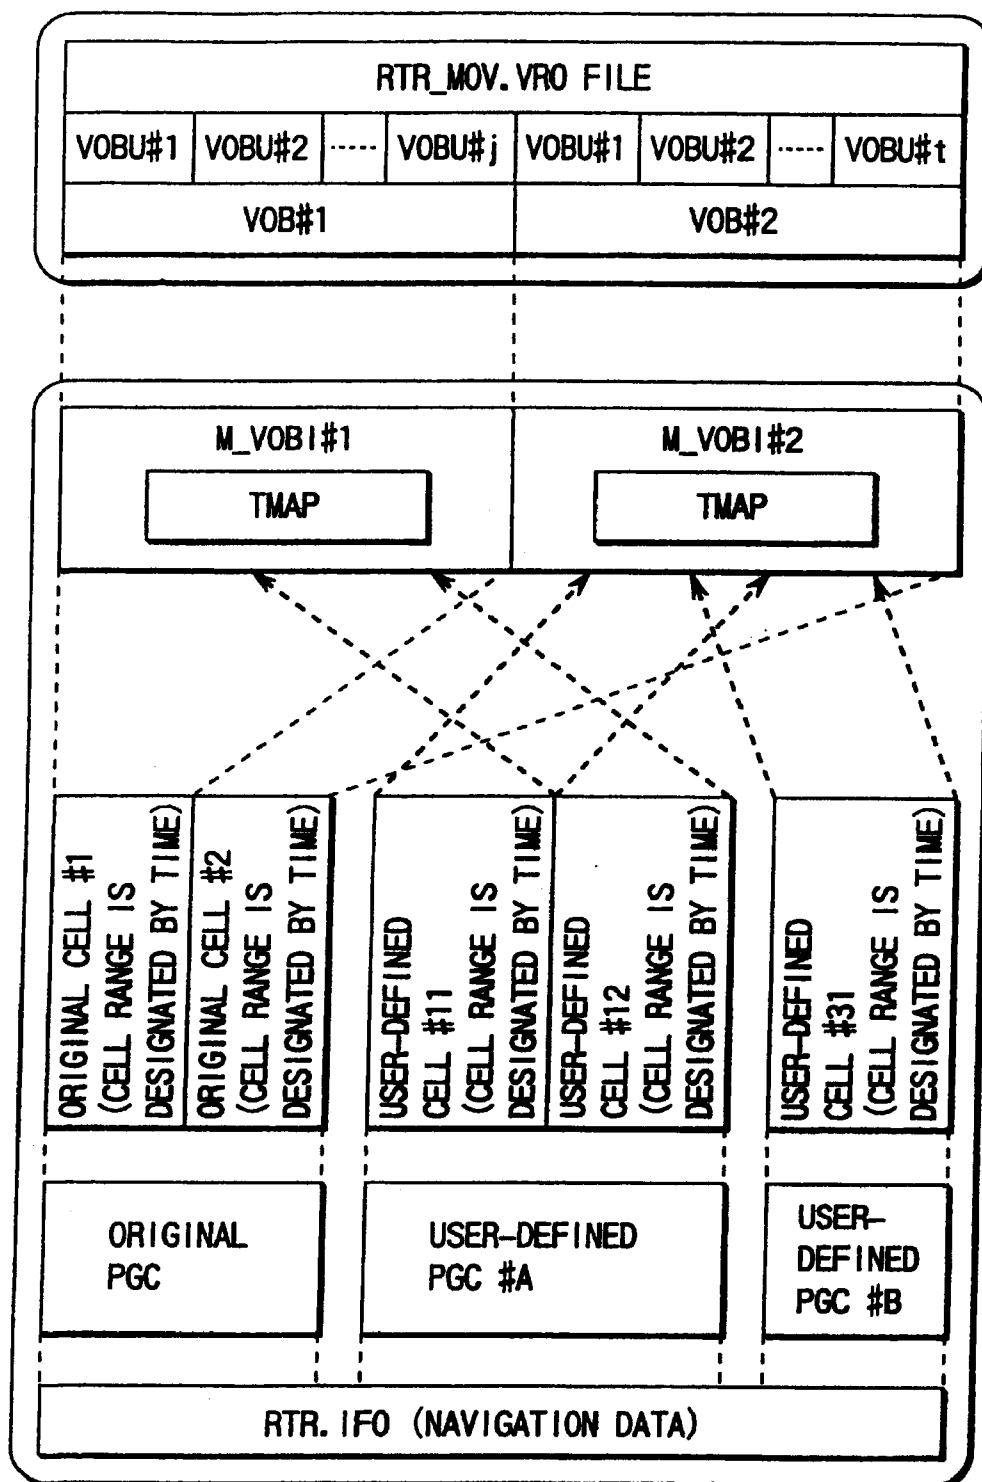 RTR_MOV.VRO FILE
VOBU#1 VOBU#2 ····· VOBU#j VOBU#1 VOBU#2 ····· VOBU#t
VOB#1 VOB#2
M_VOBI#1 M_VOBI#2
TMAP TMAP
ORIGINAL CELL #1
(CELL RANGE IS
DESIGNATED BY TIME)
ORIGINAL CELL #2
(CELL RANGE IS
DESIGNATED BY TIME)
USER-DEFINED
CELL #11
(CELL RANGE IS
DESIGNATED BY TIME)
USER-DEFINED
CELL #12
(CELL RANGE IS
DESIGNATED BY TIME)
USER-DEFINED
CELL #31
(CELL RANGE IS
DESIGNATED BY TIME)
ORIGINAL
PGC
USER-DEFINED
PGC #A
USER-
DEFINED
PGC #B
RTR.IFO (NAVIGATION DATA)